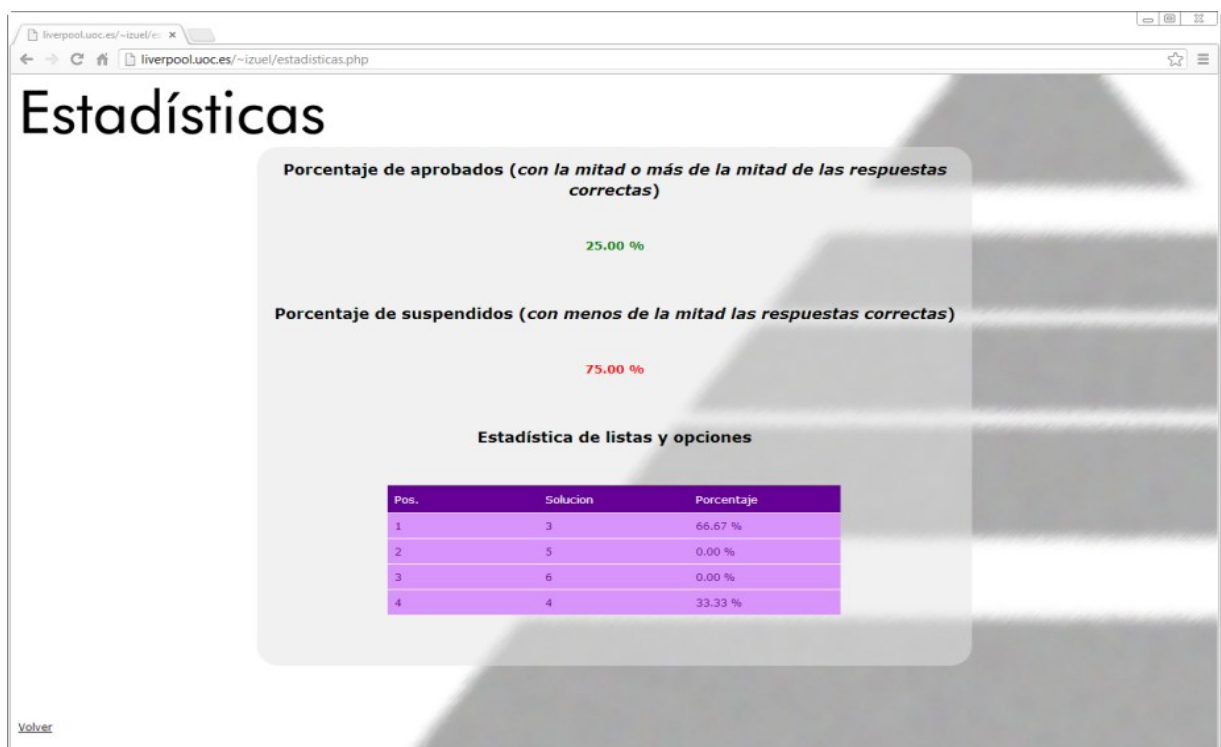 liverpool.uoc.es/~izuel/es
liverpool.uoc.es/~izuel/estadisticas.php
Estadísticas
Porcentaje de aprobados (con la mitad o más de la mitad de las respuestas
correctas)
25.00 %
Porcentaje de suspendidos (con menos de la mitad las respuestas correctas)
75.00 %
Estadística de listas y opciones
Pos. Solucion Porcentaje
1 3 66.67 %
2 5 0.00 %
3 6 0.00 %
4 4 33.33 %
Volver